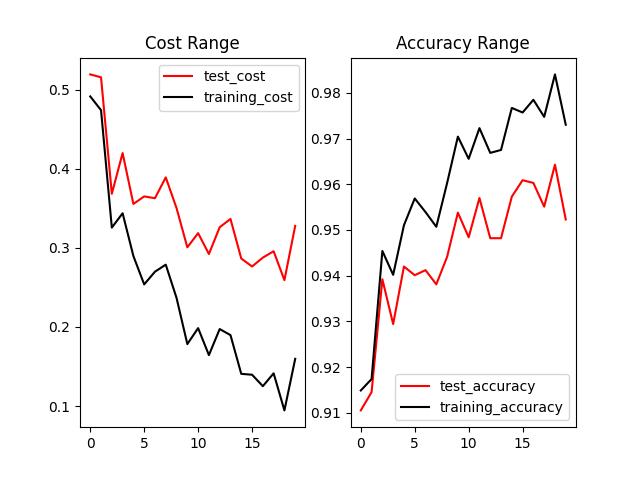 Cost Range
0.5
0.4
0.3
0.2
0.1
0 5 10 15
test_cost
training_cost
Accuracy Range
0.98
0.97
0.96
0.95
0.94
0.93
0.92
0.91
0 5 10 15
test_accuracy
training_accuracy